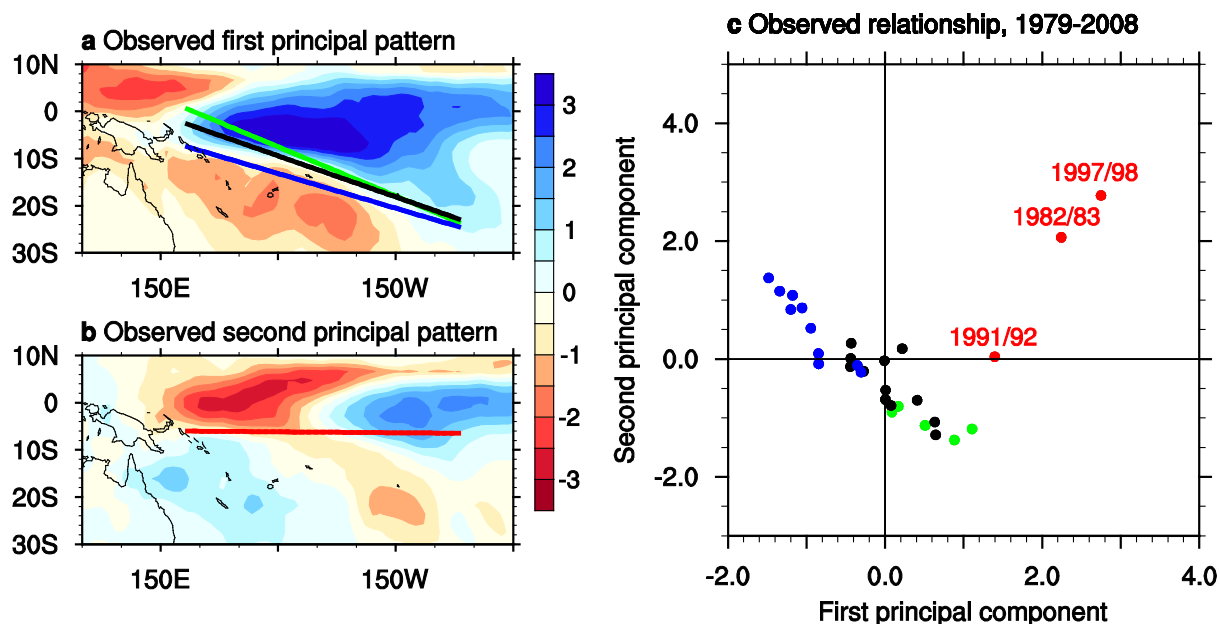 a Observed first principal pattern
10N
0
10S
20S
30S
150E
150W
b Observed second principal pattern
10N
0
10S
20S
30S
150E
150W
3
2
1
0
-1
-2
-3
c Observed relationship, 1979-2008
Second principal component
4.0
2.0
0.0
-2.0
1997/98
1982/83
1991/92
-2.0
0.0
2.0
4.0
First principal component